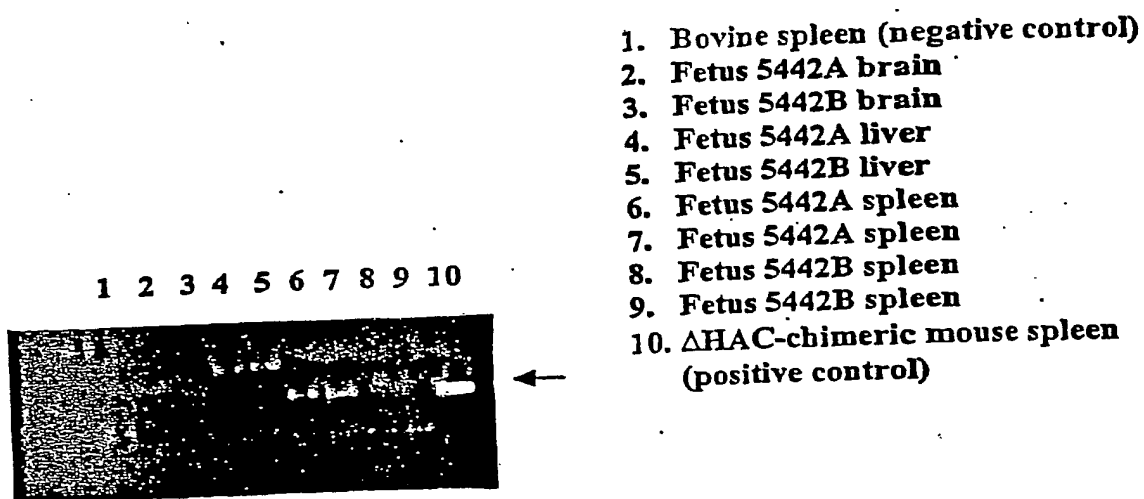 1. Bovine spleen (negative control)
2. Fetus 5442A brain
3. Fetus 5442B brain
4. Fetus 5442A liver
5. Fetus 5442B liver
6. Fetus 5442A spleen
7. Fetus 5442A spleen
8. Fetus 5442B spleen
9. Fetus 5442B spleen
10. ΔHAC-chimeric mouse spleen
(positive control)
1 2 3 4 5 6 7 8 9 10